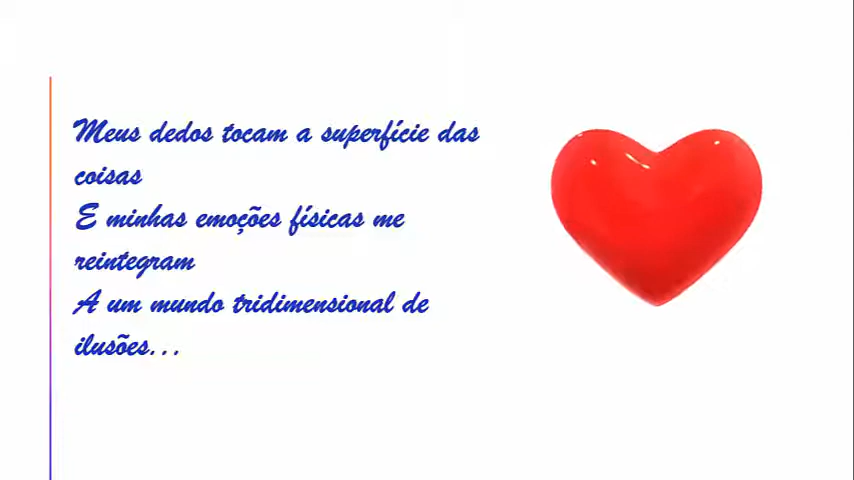 Meus dedos tocam a superfície das
coisas
E minhas emoções físicas me
reintegram
A um mundo tridimensional de
ilusões...